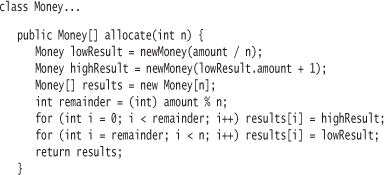 class Money...
public Money[] allocate(int n) {
Money lowResult = newMoney(amount / n);
Money highResult = newMoney(lowResult.amount + 1);
Money[] results = new Money[n];
int remainder = (int) amount % n;
for (int i = 0; i < remainder; i++) results[i] = highResult;
for (int i = remainder; i < n; i++) results[i] = lowResult;
return results;
}